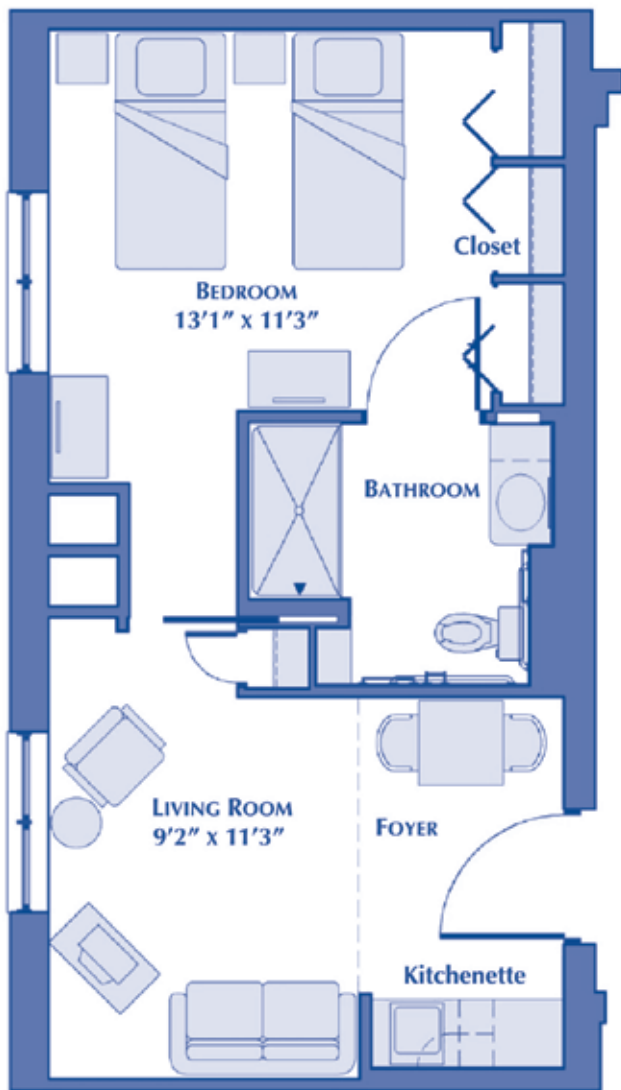 Closet
BEDROOM
13'1" x 11'3"
BATHROOM
LIVING ROOM
9'2" x 11'3"
FOYER
Kitchenette